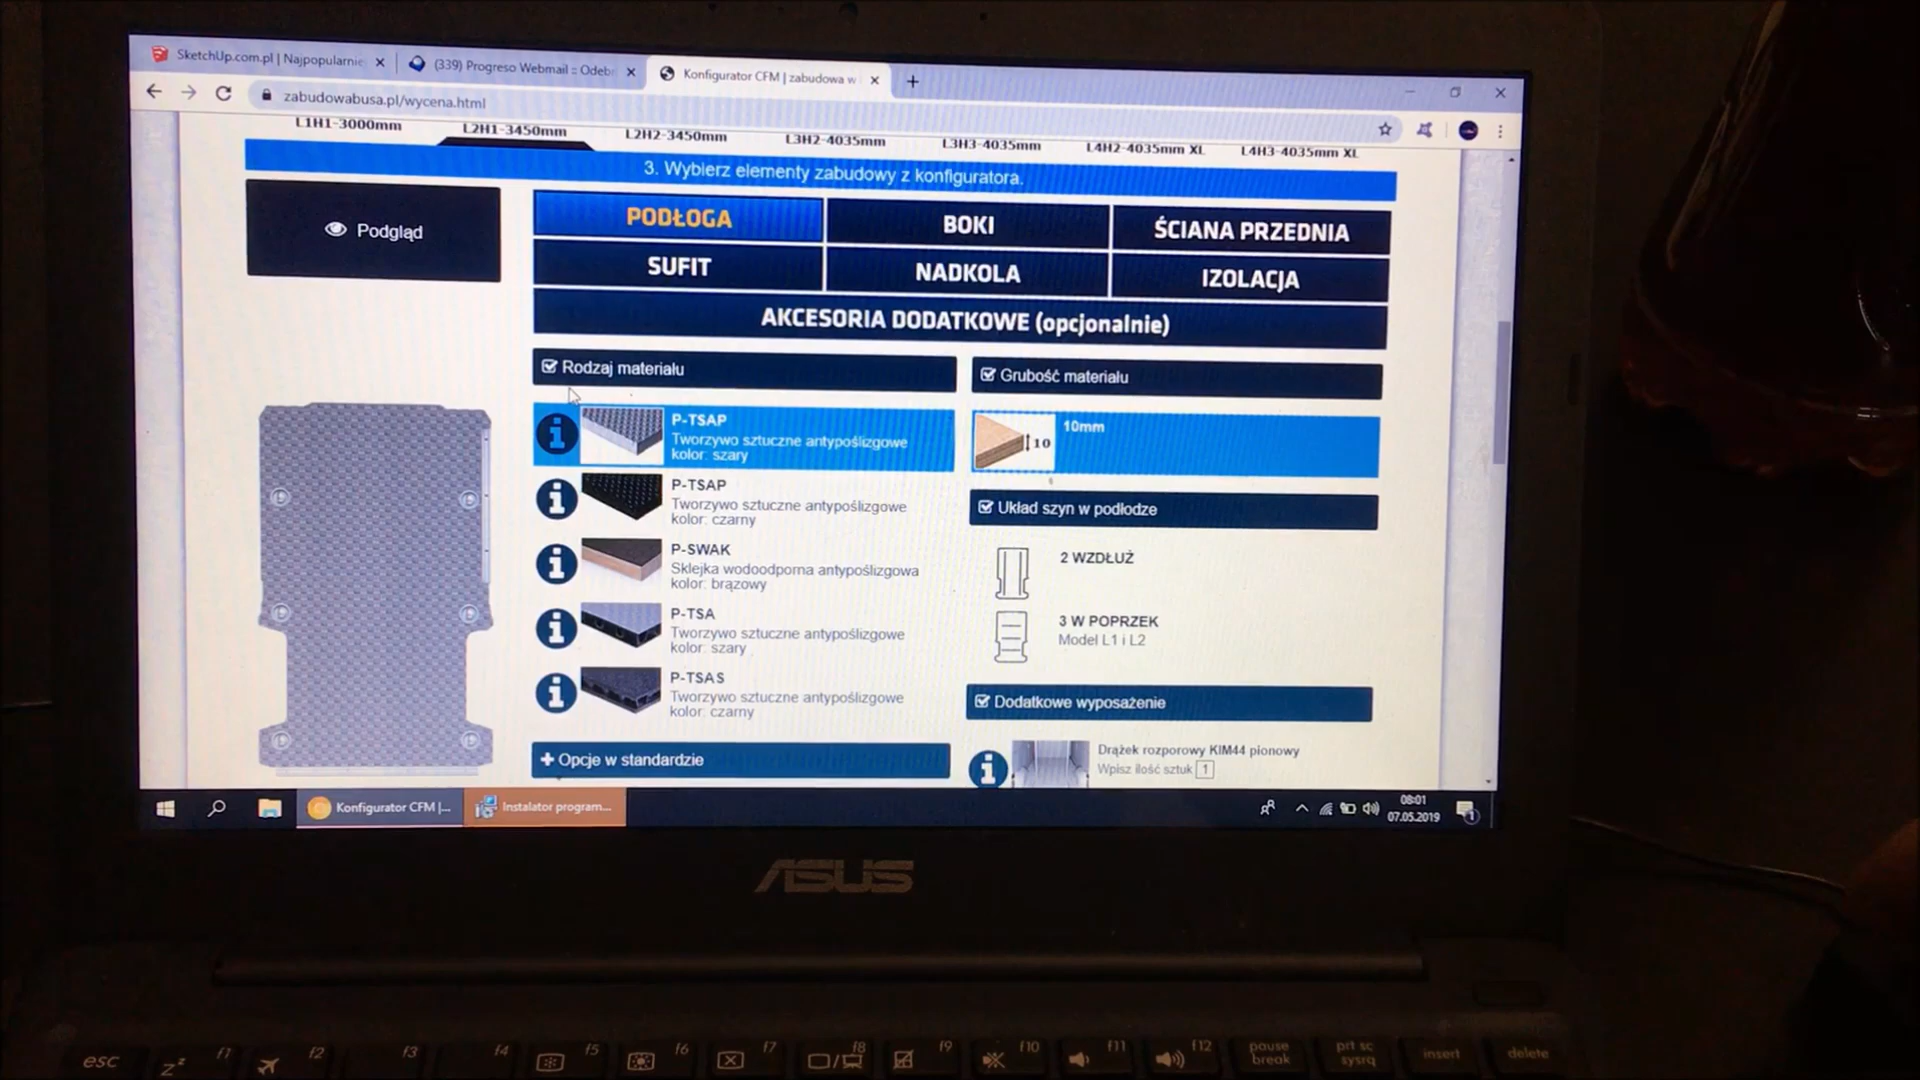 SketchUp.com.pl | Najpopularnie
(339) Progreso Webmail :: Odebr
Konfigurator CFM | zabudowa w
zabudowabusa.pl/wycena.html
L1H1-3000mm
L2H1-3450mm
L2H2-3450mm
L3H2-4035mm
L3H3-4035mm
L4H2-4035mm XL
L4H3-4035mm XL
3. Wybierz elementy zabudowy z konfiguratora.
Podgląd
PODŁOGA
BOKI
ŚCIANA PRZEDNIA
SUFIT
NADKOLA
IZOLACJA
AKCESORIA DODATKOWE (opcjonalnie)
Rodzaj materiału
P-TSAP
Tworzywo sztuczne antypoślizgowe
kolor: szary
P-TSAP
Tworzywo sztuczne antypoślizgowe
kolor: czarny
P-SWAK
Sklejka wodoodporna antypoślizgowa
kolor: brązowy
P-TSA
Tworzywo sztuczne antypoślizgowe
kolor: szary
P-TSAS
Tworzywo sztuczne antypoślizgowe
kolor: czarny
Opcje w standardzie
Grubość materiału
10mm
10
Układ szyn w podłodze
2 WZDŁUŻ
3 W POPRZEK
Model L1 i L2
Dodatkowe wyposażenie
Drążek rozporowy KIM44 pionowy
Wpisz ilość sztuk 1
Konfigurator CFM |...
Instalator program...
08:01
07.05.2019
1
ASUS
esc
f1
f2
f3
f4
f5
f6
f7
f8
f9
f10
f11
f12
pause
break
prt sc
sysrq
insert
delete